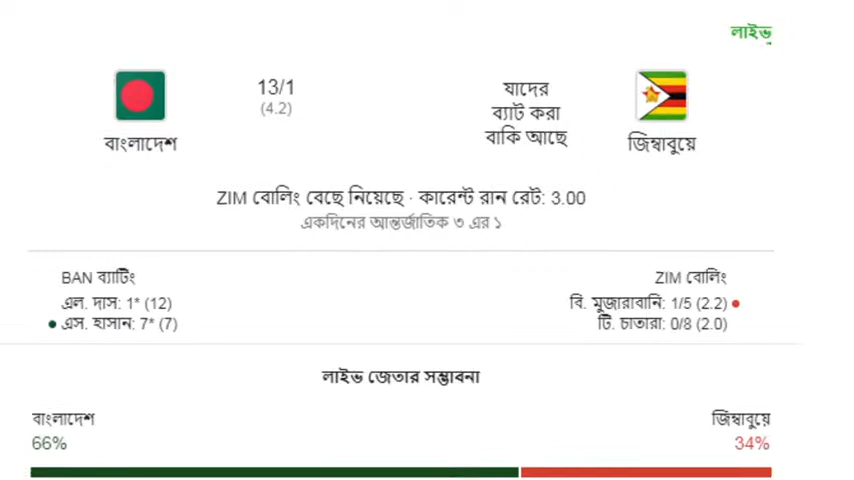 লাইভ
13/1
(4.2)
যাদের
ব্যাট করা
বাকি আছে
বাংলাদেশ
জিম্বাবুয়ে
ZIM বোলিং বেছে নিয়েছে · কারেন্ট রান রেট: 3.00
একদিনের আন্তর্জাতিক ৩ এর ১
BAN ব্যাটিং
এল. দাস: 1* (12)
এস. হাসান: 7* (7)
ZIM বোলিং
বি. মুজারাবানি: 1/5 (2.2)
টি. চাতারা: 0/8 (2.0)
লাইভ জেতার সম্ভাবনা
বাংলাদেশ
66%
জিম্বাবুয়ে
34%